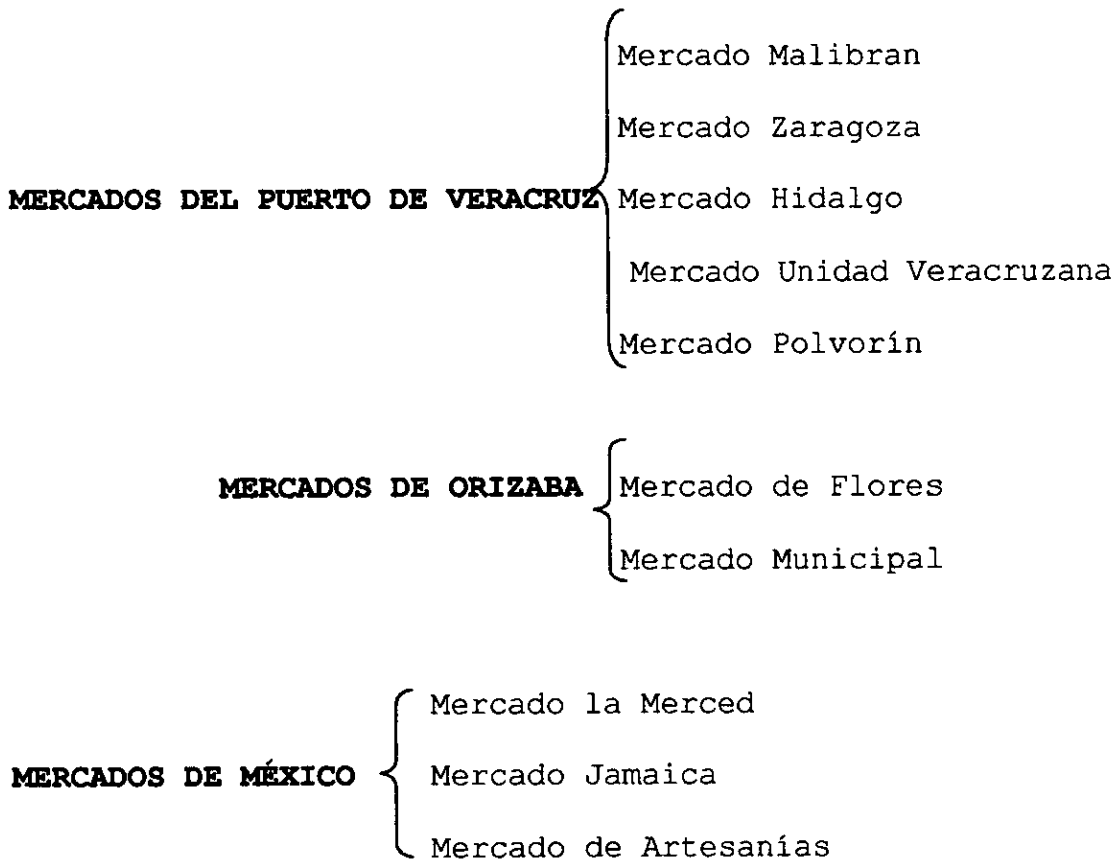 Mercado Malibran
Mercado Zaragoza
MERCADOS DEL PUERTO DE VERACRUZ Mercado Hidalgo
Mercado Unidad Veracruzana
Mercado Polvorín
MERCADOS DE ORIZABA Mercado de Flores
Mercado Municipal
Mercado la Merced
MERCADOS DE MÉXICO Mercado Jamaica
Mercado de Artesanías